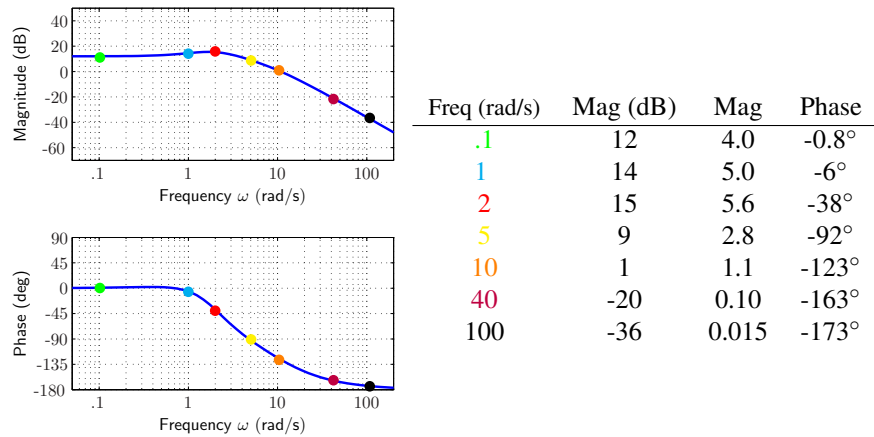 40
20
0
-20
-40
-60
Magnitude (dB)
.1
1
10
100
Frequency ω (rad/s)
90
45
0
-45
-90
-135
-180
Phase (deg)
.1
1
10
100
Frequency ω (rad/s)
Freq (rad/s) Mag (dB) Mag Phase
.1 12 4.0 -0.8°
1 14 5.0 -6°
2 15 5.6 -38°
5 9 2.8 -92°
10 1 1.1 -123°
40 -20 0.10 -163°
100 -36 0.015 -173°